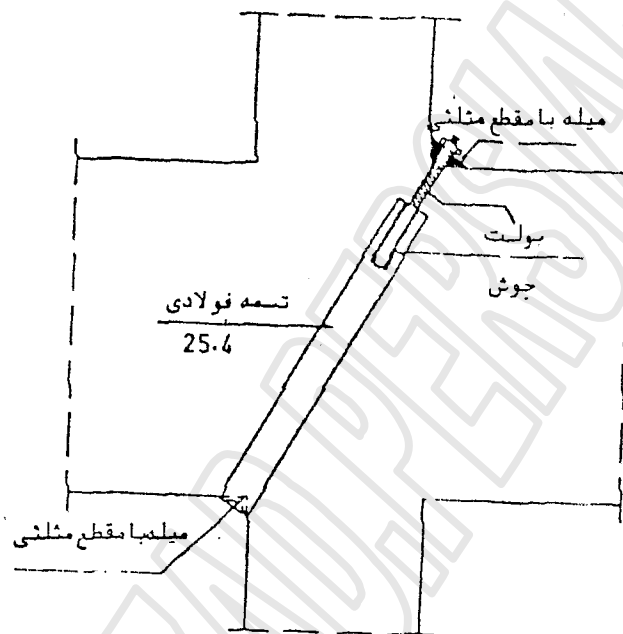 میله با مقطع مثلثی
بولت
جوش
تسمه فولادی
25.4
میله با مقطع مثلثی